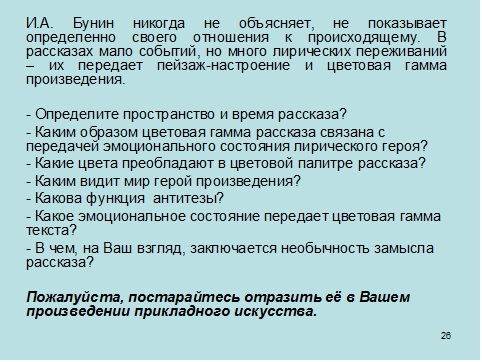 И.А. Бунин никогда не объясняет, не показывает
определенно своего отношения к происходящему. В
рассказах мало событий, но много лирических переживаний
– их передает пейзаж-настроение и цветовая гамма
произведения.
- Определите пространство и время рассказа?
- Каким образом цветовая гамма рассказа связана с
передачей эмоционального состояния лирического героя?
- Какие цвета преобладают в цветовой палитре рассказа?
- Каким видит мир герой произведения?
- Какова функция антитезы?
- Какое эмоциональное состояние передает цветовая гамма
текста?
- В чем, на Ваш взгляд, заключается необычность замысла
рассказа?
Пожалуйста, постарайтесь отразить её в Вашем
произведении прикладного искусства.
26